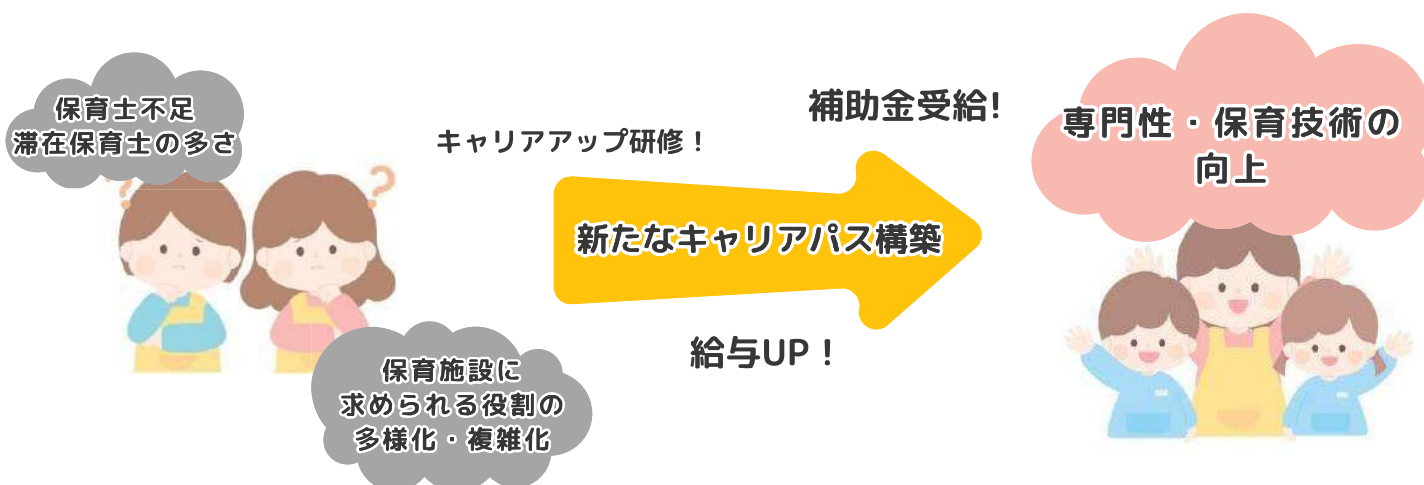 保育士不足
滞在保育士の多さ
キャリアアップ研修！
補助金受給!
新たなキャリアパス構築
給与UP！
保育施設に
求められる役割の
多様化・複雑化
専門性・保育技術の
向上
?
?